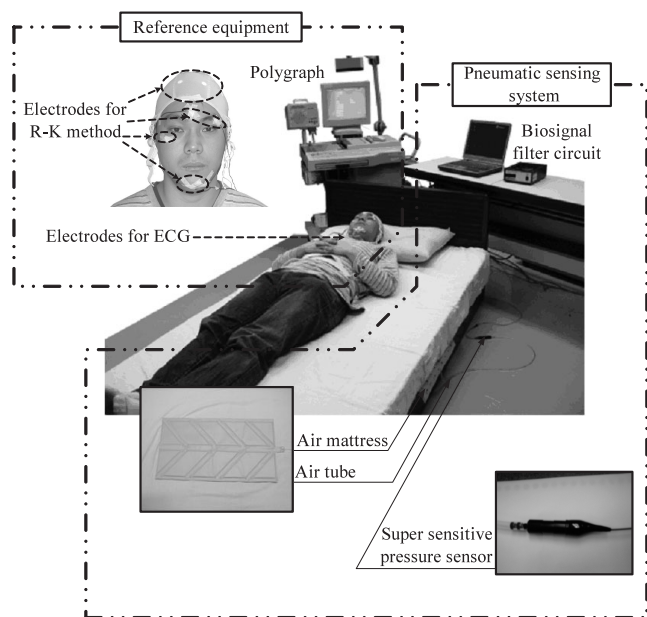 Reference equipment
Polygraph
Pneumatic sensing
system
Electrodes for
R-K method
Biosignal
filter circuit
Electrodes for ECG
Air mattress
Air tube
Super sensitive
pressure sensor